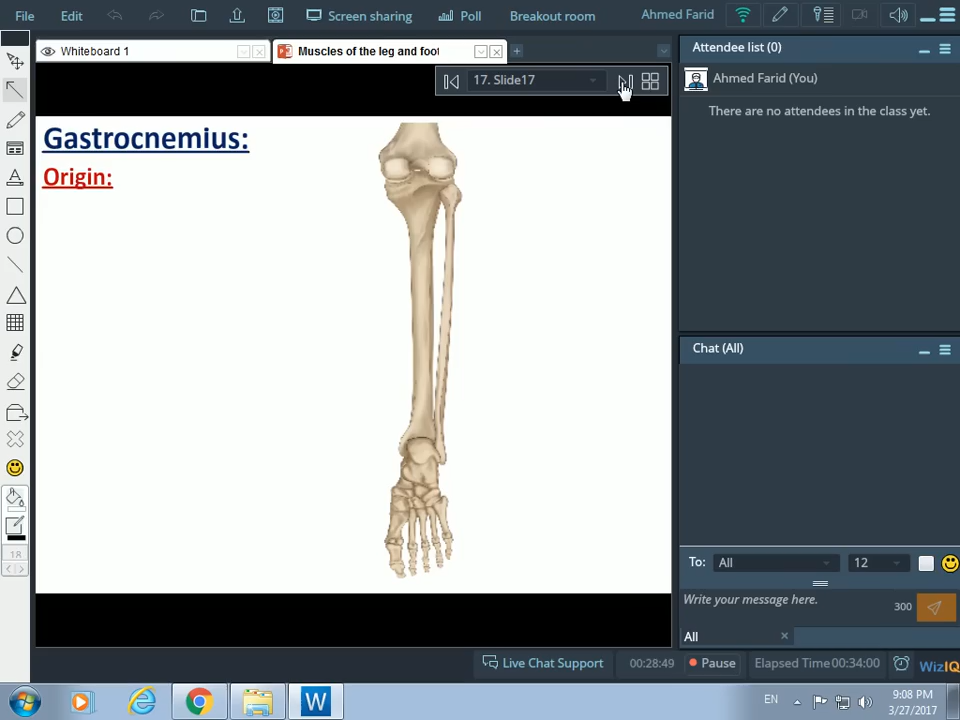 File Edit Screen sharing Poll Breakout room Ahmed Farid
Whiteboard 1 Muscles of the leg and foot
Attendee list (0)
17. Slide17
Ahmed Farid (You)
There are no attendees in the class yet.
Gastrocnemius:
Origin:
Chat (All)
To: All 12
Write your message here. 300
All
Live Chat Support 00:28:49 Pause Elapsed Time 00:34:00 WizIQ
EN 9:08 PM
3/27/2017